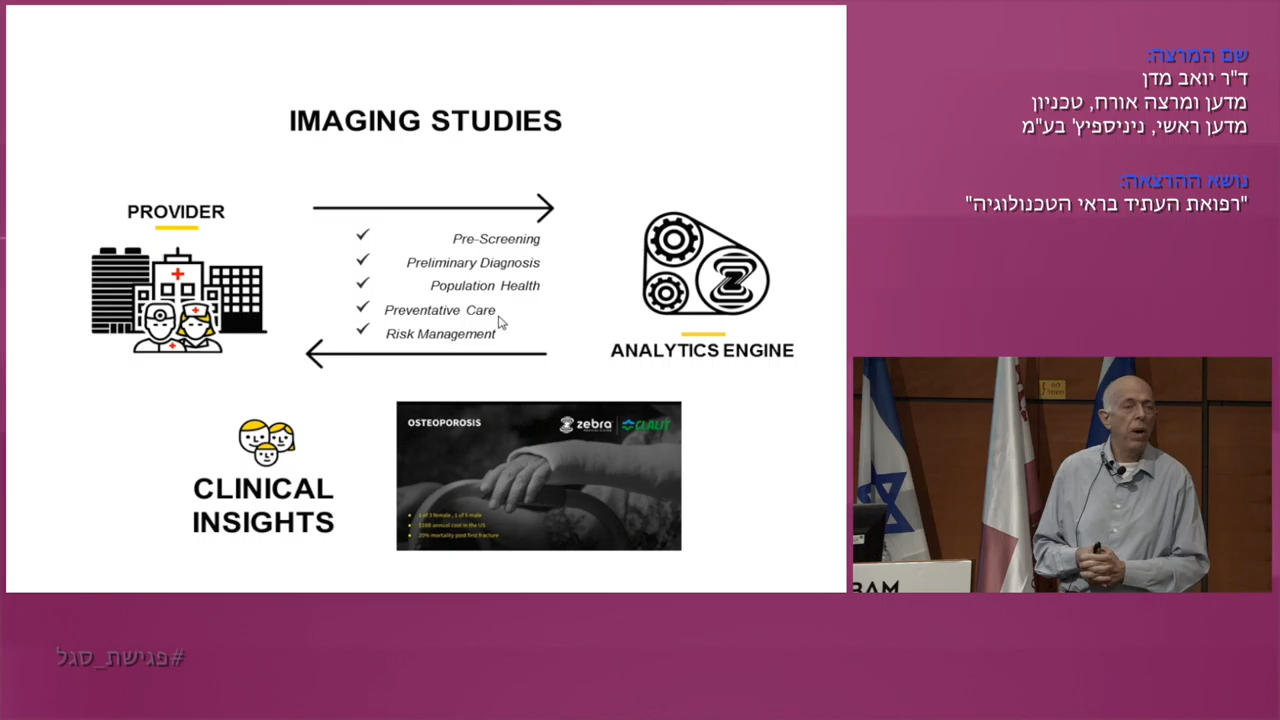 IMAGING STUDIES
PROVIDER
Pre-Screening
Preliminary Diagnosis
Population Health
Preventative Care
Risk Management
ANALYTICS ENGINE
CLINICAL
INSIGHTS
OSTEOPOROSIS
zebra
CLALIT
1 of 3 female , 1 of 5 male
annual cost in the US
20% mortality post first fracture
שם המרצה:
ד"ר יואב מדן
מדען ומרצה אורח, טכניון
מדען ראשי, ניניספיץ' בע"מ
נושא ההרצאה:
"רפואת העתיד בראי הטכנולוגיה"
#פגישת_סגל